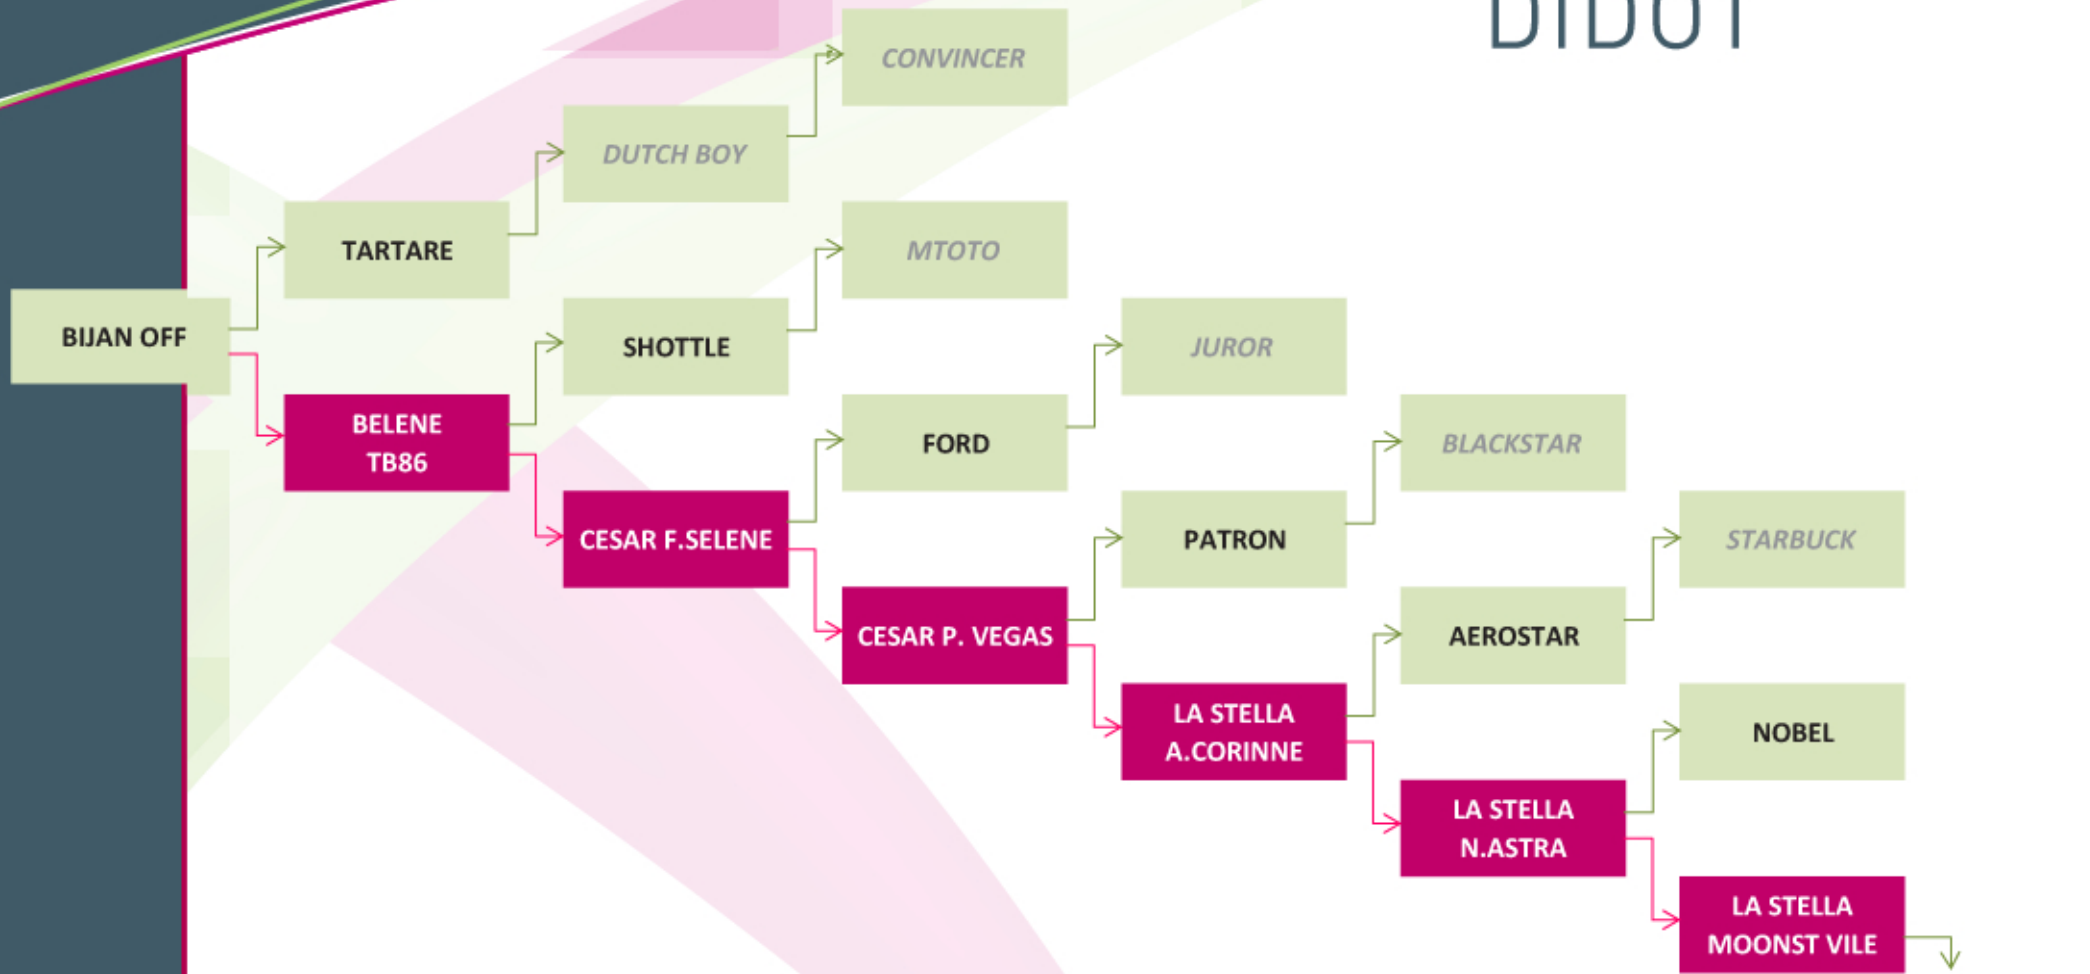 DIDOT
CONVINCER
DUTCH BOY
TARTARE
MTOTO
BIJAN OFF
SHOTTLE
JUROR
BELENE
TB86
FORD
BLACKSTAR
CESAR F.SELENE
PATRON
STARBUCK
CESAR P. VEGAS
AEROSTAR
LA STELLA
A.CORINNE
NOBEL
LA STELLA
N.ASTRA
LA STELLA
MOONST VILE